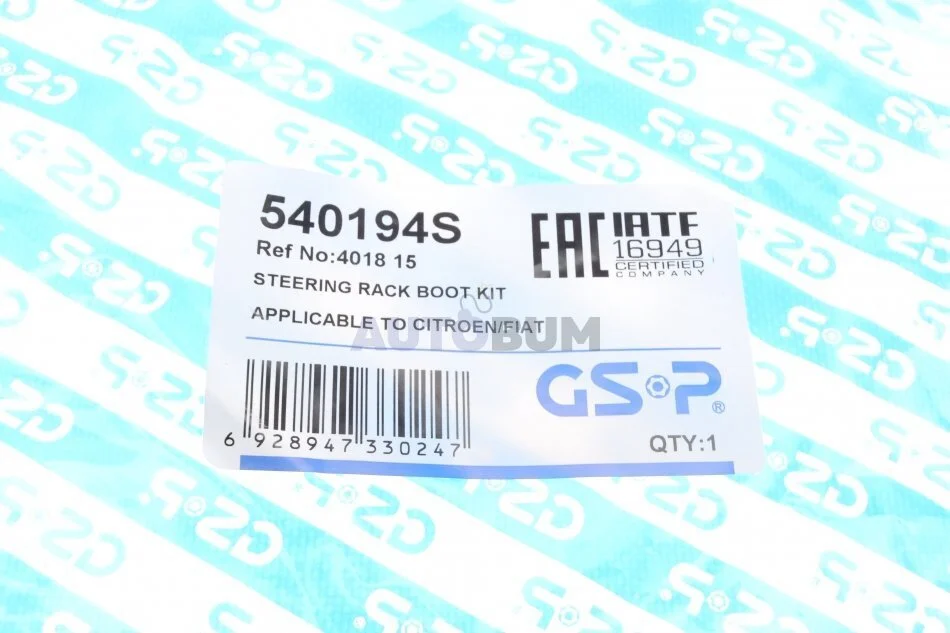 540194S
Ref No:4018 15
STEERING RACK BOOT KIT
APPLICABLE TO CITROEN/FIAT
EAC
IATF
16949
CERTIFIED
COMPANY
AUTOBUM
GSP®
QTY:1
6 928947 330247